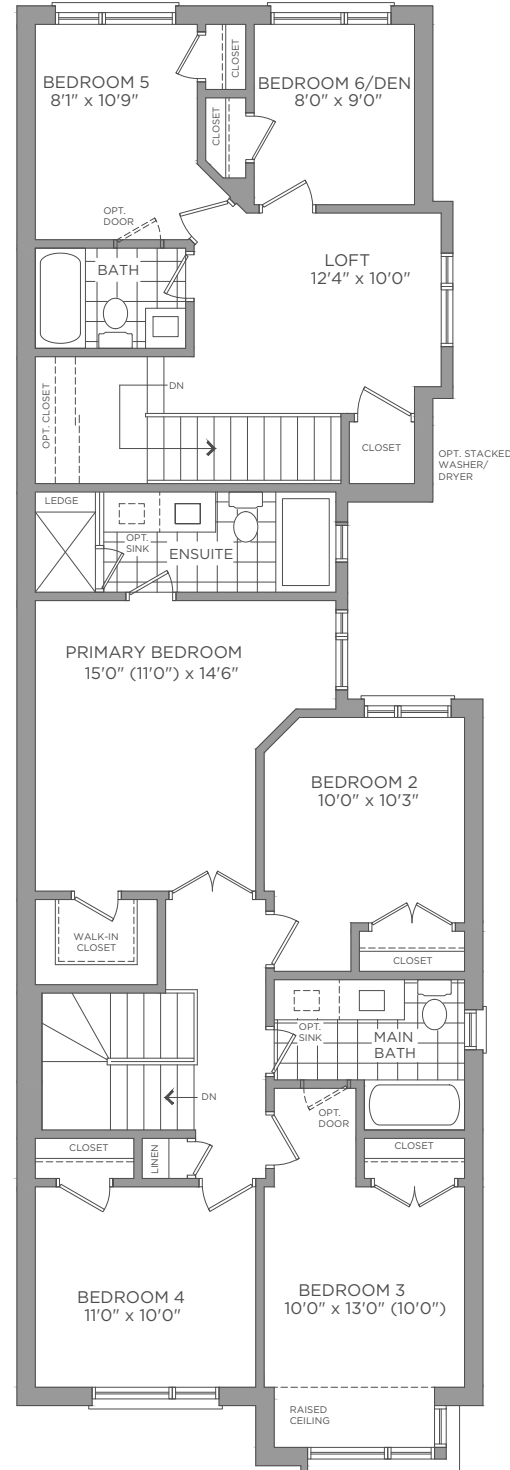 CLOSET
BEDROOM 5
8'1" x 10'9"
BEDROOM 6/DEN
8'0" x 9'0"
CLOSET
OPT.
DOOR
BATH
LOFT
12'4" x 10'0"
DN
OPT. CLOSET
CLOSET
OPT. STACKED
WASHER/
DRYER
LEDGE
OPT.
SINK
ENSUITE
PRIMARY BEDROOM
15'0" (11'0") x 14'6"
BEDROOM 2
10'0" x 10'3"
WALK-IN
CLOSET
CLOSET
OPT.
SINK
MAIN
BATH
DN
OPT.
DOOR
CLOSET
LINEN
CLOSET
BEDROOM 4
11'0" x 10'0"
BEDROOM 3
10'0" x 13'0" (10'0")
RAISED
CEILING